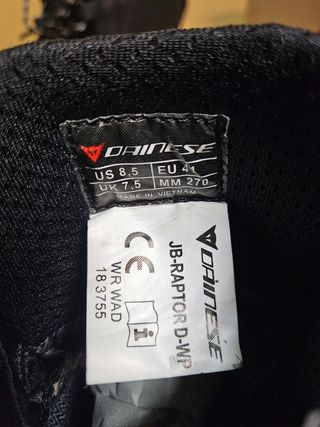 DAINESE
US 8,5 EU 41
UK 7,5 MM 270
MADE IN VIETNAM
DAINESE
JB-RAPTOR D-WP
CE
i
WR WAD
18 3755